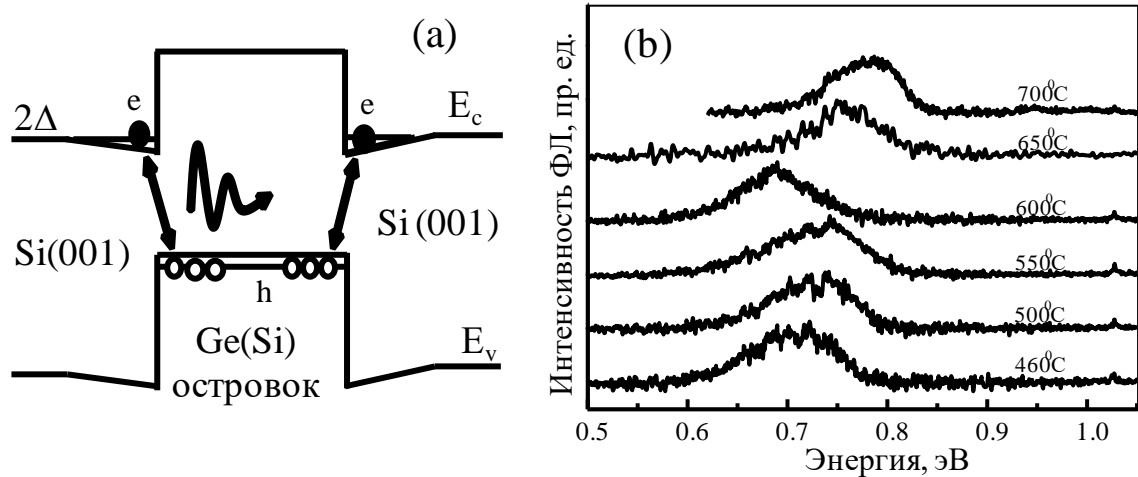 (a)
e
e
2Δ
E_c
Si(001)
Si (001)
h
Ge(Si)
островок
E_v
(b)
Интенсивность ФЛ, пр. ед.
700⁰C
650⁰C
600⁰C
550⁰C
500⁰C
460⁰C
0.5 0.6 0.7 0.8 0.9 1.0
Энергия, эВ